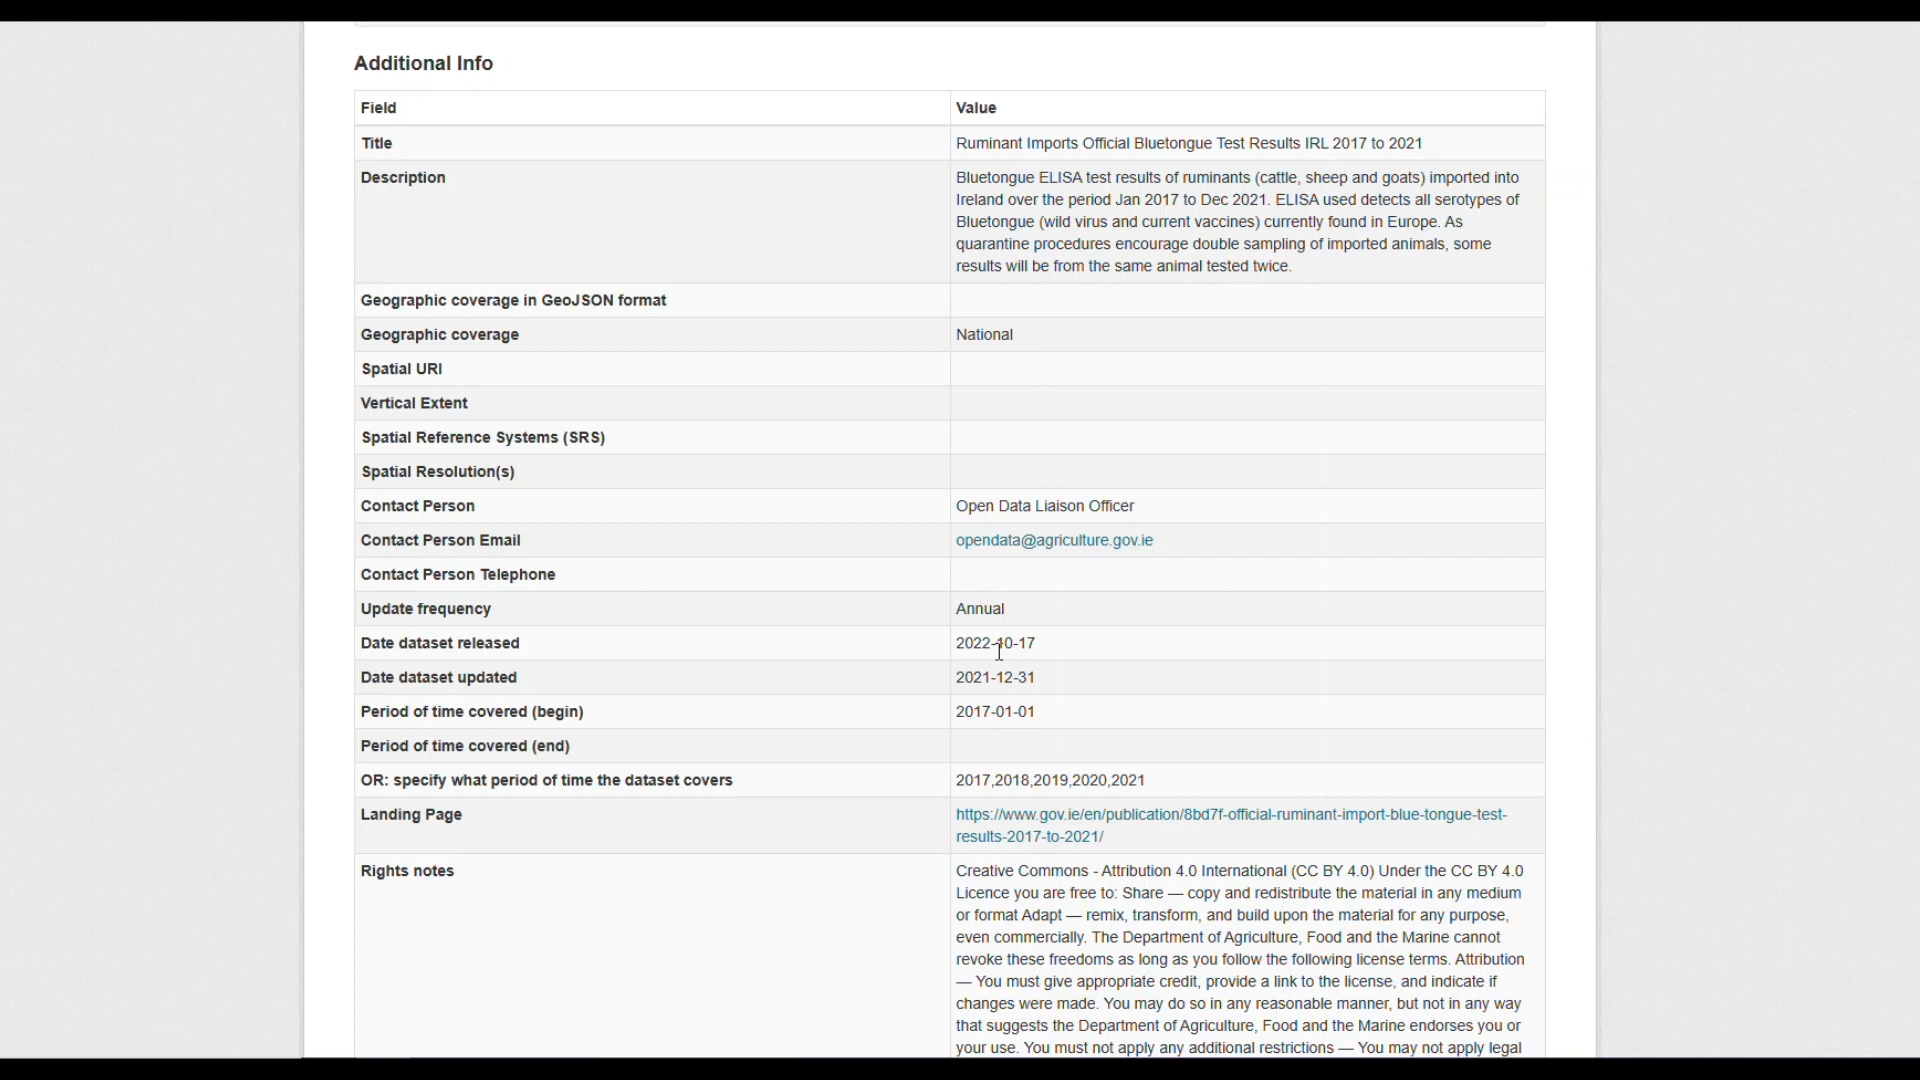 Additional Info
Field Value
Title Ruminant Imports Official Bluetongue Test Results IRL 2017 to 2021
Description Bluetongue ELISA test results of ruminants (cattle, sheep and goats) imported into
Ireland over the period Jan 2017 to Dec 2021. ELISA used detects all serotypes of
Bluetongue (wild virus and current vaccines) currently found in Europe. As
quarantine procedures encourage double sampling of imported animals, some
results will be from the same animal tested twice.
Geographic coverage in GeoJSON format
Geographic coverage National
Spatial URI
Vertical Extent
Spatial Reference Systems (SRS)
Spatial Resolution(s)
Contact Person Open Data Liaison Officer
Contact Person Email opendata@agriculture.gov.ie
Contact Person Telephone
Update frequency Annual
Date dataset released 2022-10-17
Date dataset updated 2021-12-31
Period of time covered (begin) 2017-01-01
Period of time covered (end)
OR: specify what period of time the dataset covers 2017,2018,2019,2020,2021
Landing Page https://www.gov.ie/en/publication/8bd7f-official-ruminant-import-blue-tongue-test-
results-2017-to-2021/
Rights notes Creative Commons - Attribution 4.0 International (CC BY 4.0) Under the CC BY 4.0
Licence you are free to: Share — copy and redistribute the material in any medium
or format Adapt — remix, transform, and build upon the material for any purpose,
even commercially. The Department of Agriculture, Food and the Marine cannot
revoke these freedoms as long as you follow the following license terms. Attribution
— You must give appropriate credit, provide a link to the license, and indicate if
changes were made. You may do so in any reasonable manner, but not in any way
that suggests the Department of Agriculture, Food and the Marine endorses you or
your use. You must not apply any additional restrictions — You may not apply legal